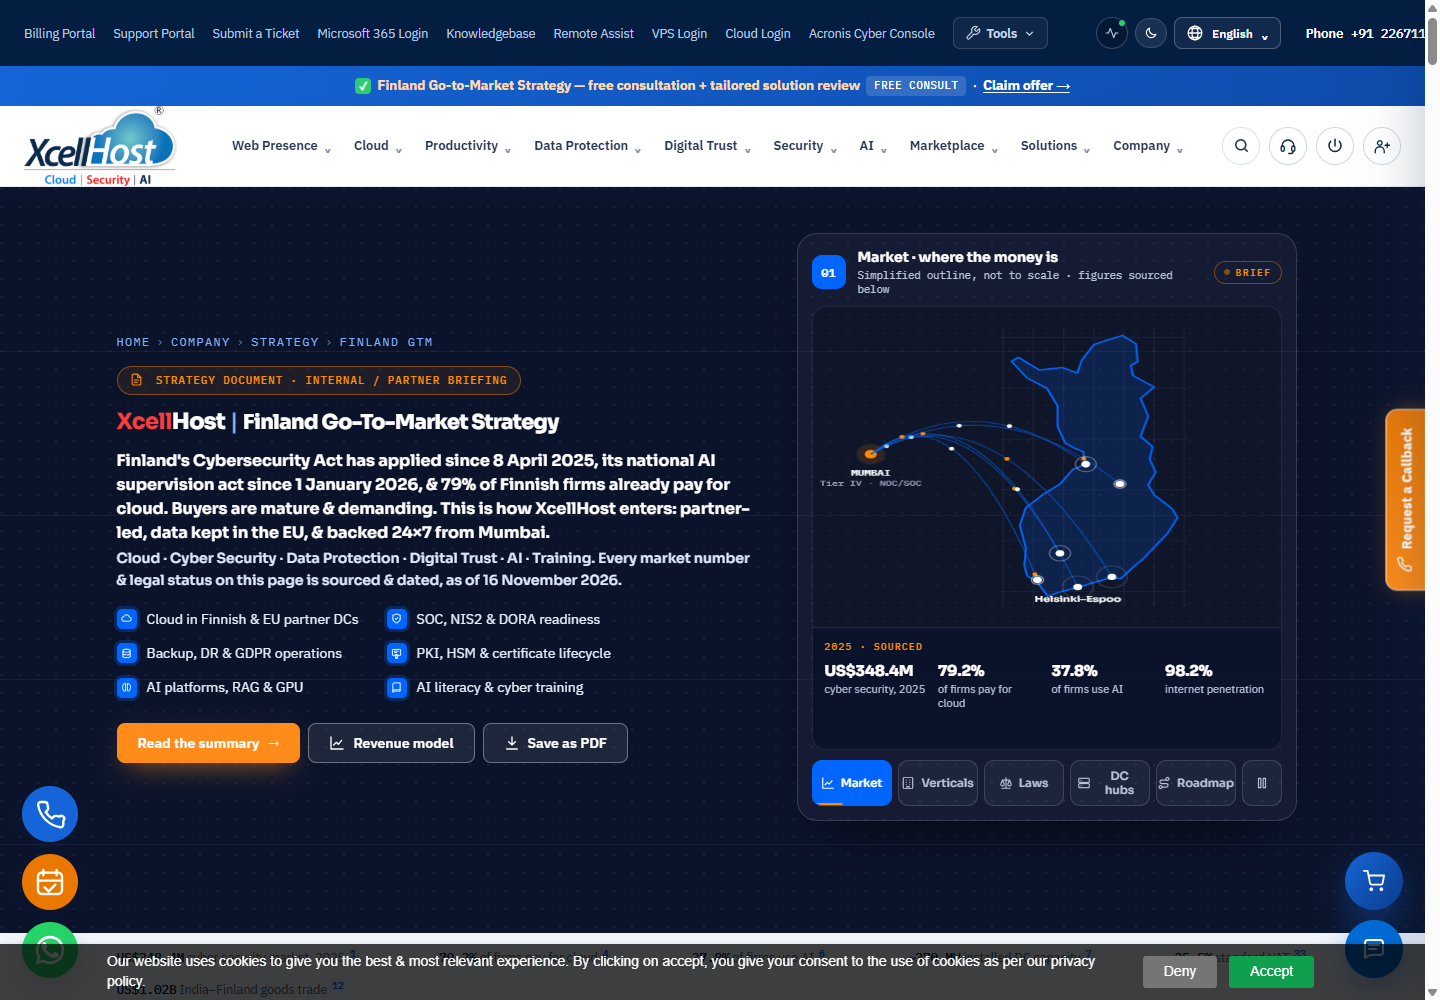 Billing Portal Support Portal Submit a Ticket Microsoft 365 Login Knowledgebase Remote Assist VPS Login Cloud Login Acronis Cyber Console Tools English Phone +91 226711
Finland Go-to-Market Strategy — free consultation + tailored solution review FREE CONSULT · Claim offer →
XcellHost ®
Cloud | Security | AI
Web Presence Cloud Productivity Data Protection Digital Trust Security AI Marketplace Solutions Company
HOME › COMPANY › STRATEGY › FINLAND GTM
STRATEGY DOCUMENT · INTERNAL / PARTNER BRIEFING
XcellHost | Finland Go-To-Market Strategy
Finland's Cybersecurity Act has applied since 8 April 2025, its national AI
supervision act since 1 January 2026, & 79% of Finnish firms already pay for
cloud. Buyers are mature & demanding. This is how XcellHost enters: partner-
led, data kept in the EU, & backed 24×7 from Mumbai.
Cloud · Cyber Security · Data Protection · Digital Trust · AI · Training. Every market number
& legal status on this page is sourced & dated, as of 16 November 2026.
Cloud in Finnish & EU partner DCs
SOC, NIS2 & DORA readiness
Backup, DR & GDPR operations
PKI, HSM & certificate lifecycle
AI platforms, RAG & GPU
AI literacy & cyber training
Read the summary →
Revenue model
Save as PDF
01
Market · where the money is
Simplified outline, not to scale · figures sourced
below
BRIEF
MUMBAI
Tier IV · NOC/SOC
Helsinki–Espoo
2025 · SOURCED
US$348.4M 79.2% 37.8% 98.2%
cyber security, 2025 of firms pay for of firms use AI internet penetration
cloud
Market Verticals Laws DC
hubs Roadmap
Request a Callback
Our website uses cookies to give you the best & most relevant experience. By clicking on accept, you give your consent to the use of cookies as per our privacy
policy.
Deny Accept
US$1.02B India–Finland goods trade 12